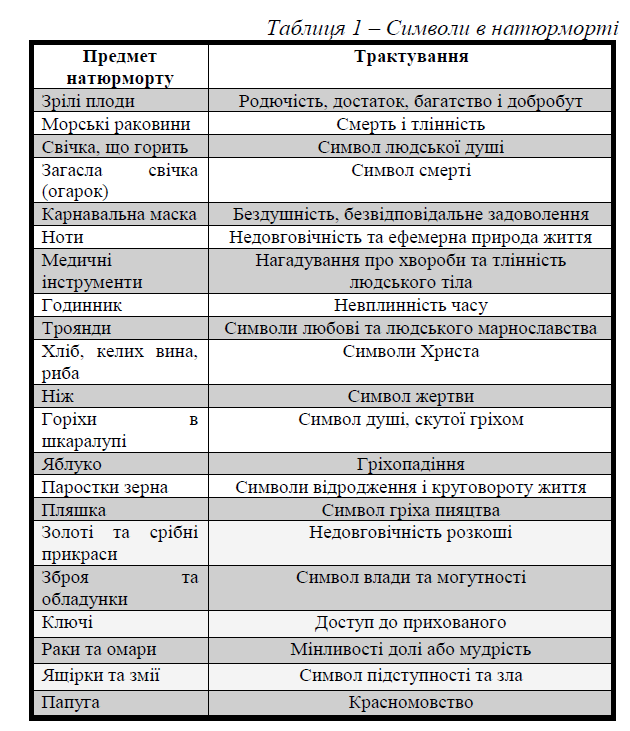 Таблиця 1 – Символи в натюрморті
Предмет Трактування
натюрморту
Зрілі плоди Родючість, достаток, багатство і добробут
Морські раковини Смерть і тлінність
Свічка, що горить Символ людської душі
Загасла свічка Символ смерті
(огарок)
Карнавальна маска Бездушність, безвідповідальне задоволення
Ноти Недовговічність та ефемерна природа життя
Медичні Нагадування про хвороби та тлінність
інструменти людського тіла
Годинник Невплинність часу
Троянди Символи любові та людського марнославства
Хліб, келих вина, Символи Христа
риба
Ніж Символ жертви
Горіхи в Символ душі, скутої гріхом
шкаралупі
Яблуко Гріхопадіння
Паростки зерна Символи відродження і круговороту життя
Пляшка Символ гріха пияцтва
Золоті та срібні Недовговічність розкоші
прикраси
Зброя та Символ влади та могутності
обладунки
Ключі Доступ до прихованого
Раки та омари Мінливості долі або мудрість
Ящірки та змії Символ підступності та зла
Папуга Красномовство